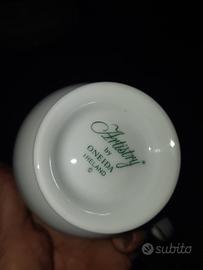 Artistry
by
ONEIDA
IRELAND
©
subito